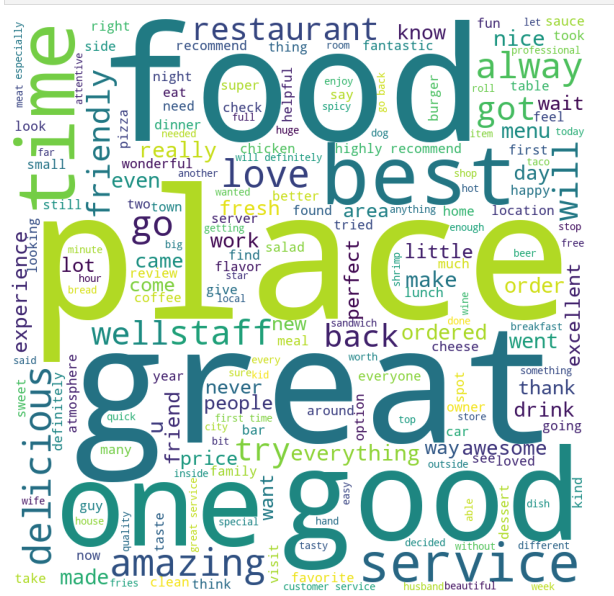 food
place
great
good
one
best
time
service
restaurant
alway
love
go
got
amazing
delicious
well
staff
back
try
everything
friendly
will
nice
know
fun
let
sauce
took
professional
right
side
recommend
thing
room
fantastic
meat especially
attentive
look
far
small
still
night
eat
need
dinner
needed
pizza
super
check
full
huge
helpful
enjoy
say
spicy
dog
go back
burger
roll
table
item
wait
feel
menu
today
first
taco
day
happy
really
wonderful
another
even
chicken
will definitely
highly recommend
wanted
better
fresh
found
area
anything
home
shop
hot
location
stop
free
two
town
server
getting
tried
enough
experience
looking
minute
lot
hour
bread
big
came
review
come
coffee
work
find
flavor
star
give
local
salad
perfect
shrimp
little
much
make
lunch
wine
beer
order
excellent
new
meal
sandwich
ordered
cheese
done
breakfast
went
said
sweet
definitely
atmosphere
year
never
people
every
sure
kid
worth
everyone
around
option
top
spot
owner
store
something
thank
drink
going
quick
many
u
friend
first time
city
bit
bar
price
family
inside
car
way
awesome
see
loved
outside
wife
guy
house
quality
taste
great service
special
want
easy
hand
tasty
decided
able
without
dessert
dish
different
kind
now
take
made
fries
clean
think
visit
favorite
customer service
husband
beautiful
week